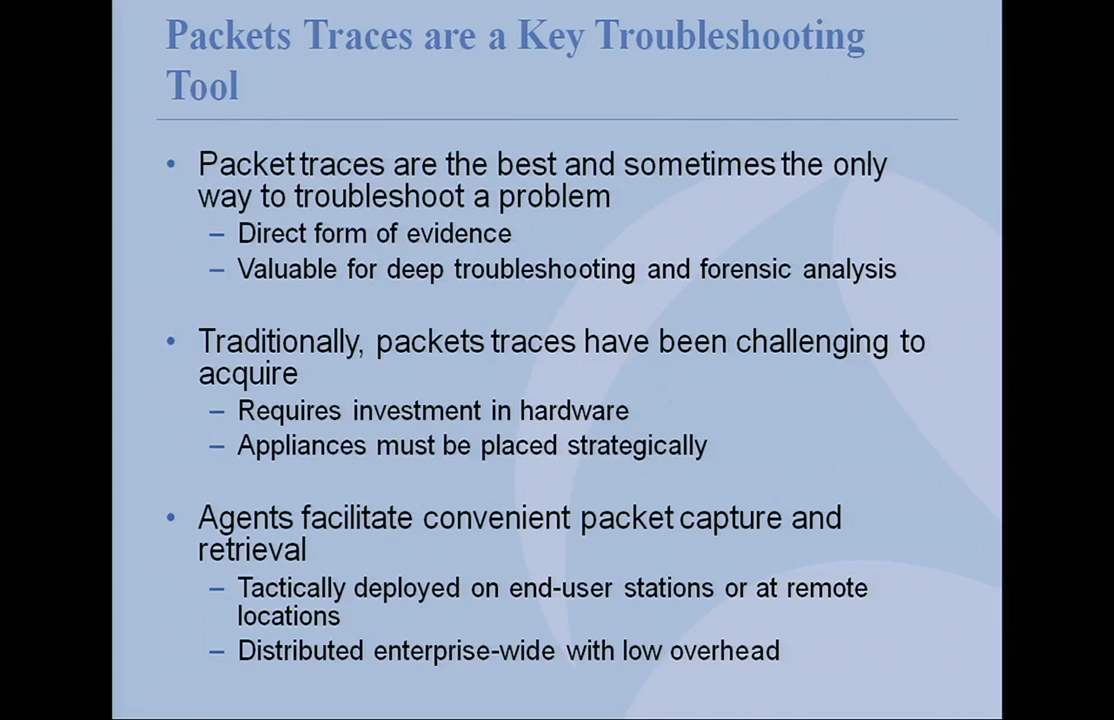 Packets Traces are a Key Troubleshooting
Tool
• Packet traces are the best and sometimes the only
way to troubleshoot a problem
– Direct form of evidence
– Valuable for deep troubleshooting and forensic analysis
• Traditionally, packets traces have been challenging to
acquire
– Requires investment in hardware
– Appliances must be placed strategically
• Agents facilitate convenient packet capture and
retrieval
– Tactically deployed on end-user stations or at remote
locations
– Distributed enterprise-wide with low overhead